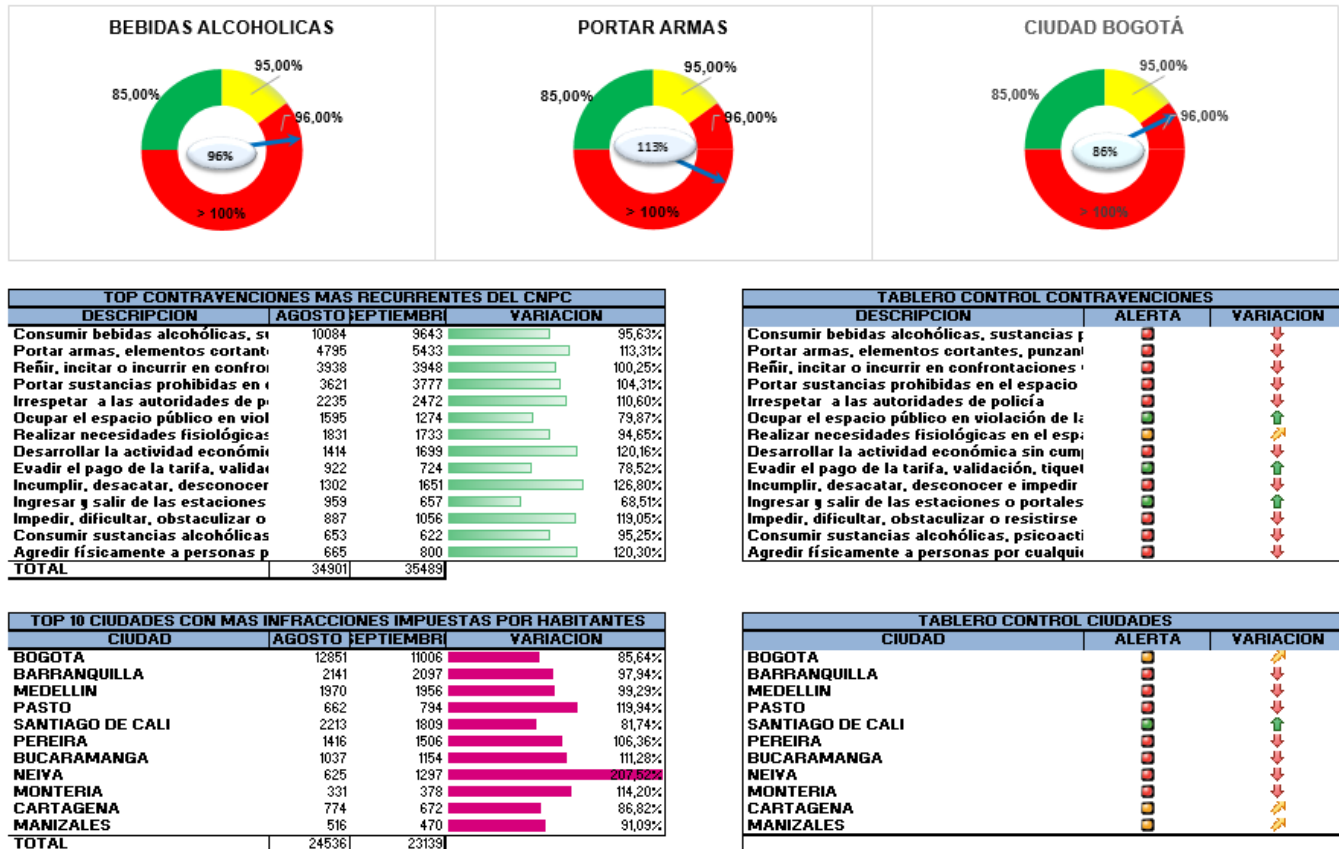 BEBIDAS ALCOHOLICAS
85,00%
95,00%
96,00%
96%
> 100%
PORTAR ARMAS
85,00%
95,00%
96,00%
113%
> 100%
CIUDAD BOGOTÁ
85,00%
95,00%
96,00%
86%
> 100%
TOP CONTRAVENCIONES MAS RECURRENTES DEL CNPC
DESCRIPCION AGOSTO SEPTIEMBRE VARIACION
Consumir bebidas alcohólicas, su 10084 9643 95,63%
Portar armas, elementos cortante 4795 5433 113,31%
Reñir, incitar o incurrir en confron 3938 3948 100,25%
Portar sustancias prohibidas en e 3621 3777 104,31%
Irrespetar a las autoridades de po 2235 2472 110,60%
Ocupar el espacio público en viol 1595 1274 79,87%
Realizar necesidades fisiológicas 1831 1733 94,65%
Desarrollar la actividad económic 1414 1699 120,16%
Evadir el pago de la tarifa, validac 922 724 78,52%
Incumplir, desacatar, desconocer 1302 1651 126,80%
Ingresar y salir de las estaciones 959 657 68,51%
Impedir, dificultar, obstaculizar o 887 1056 119,05%
Consumir sustancias alcohólicas 653 622 95,25%
Agredir físicamente a personas p 665 800 120,30%
TOTAL 34901 35489
TABLERO CONTROL CONTRAVENCIONES
DESCRIPCION ALERTA VARIACION
Consumir bebidas alcohólicas, sustancias p
Portar armas, elementos cortantes, punzant
Reñir, incitar o incurrir en confrontaciones
Portar sustancias prohibidas en el espacio
Irrespetar a las autoridades de policía
Ocupar el espacio público en violación de la
Realizar necesidades fisiológicas en el espa
Desarrollar la actividad económica sin cump
Evadir el pago de la tarifa, validación, tiquet
Incumplir, desacatar, desconocer e impedir
Ingresar y salir de las estaciones o portales
Impedir, dificultar, obstaculizar o resistirse
Consumir sustancias alcohólicas, psicoacti
Agredir físicamente a personas por cualquie
TOP 10 CIUDADES CON MAS INFRACCIONES IMPUESTAS POR HABITANTES
CIUDAD AGOSTO SEPTIEMBRE VARIACION
BOGOTA 12851 11006 85,64%
BARRANQUILLA 2141 2097 97,94%
MEDELLIN 1970 1956 99,29%
PASTO 662 794 119,94%
SANTIAGO DE CALI 2213 1809 81,74%
PEREIRA 1416 1506 106,36%
BUCARAMANGA 1037 1154 111,28%
NEIVA 625 1297 207,52%
MONTERIA 331 378 114,20%
CARTAGENA 774 672 86,82%
MANIZALES 516 470 91,09%
TOTAL 24536 23139
TABLERO CONTROL CIUDADES
CIUDAD ALERTA VARIACION
BOGOTA
BARRANQUILLA
MEDELLIN
PASTO
SANTIAGO DE CALI
PEREIRA
BUCARAMANGA
NEIVA
MONTERIA
CARTAGENA
MANIZALES